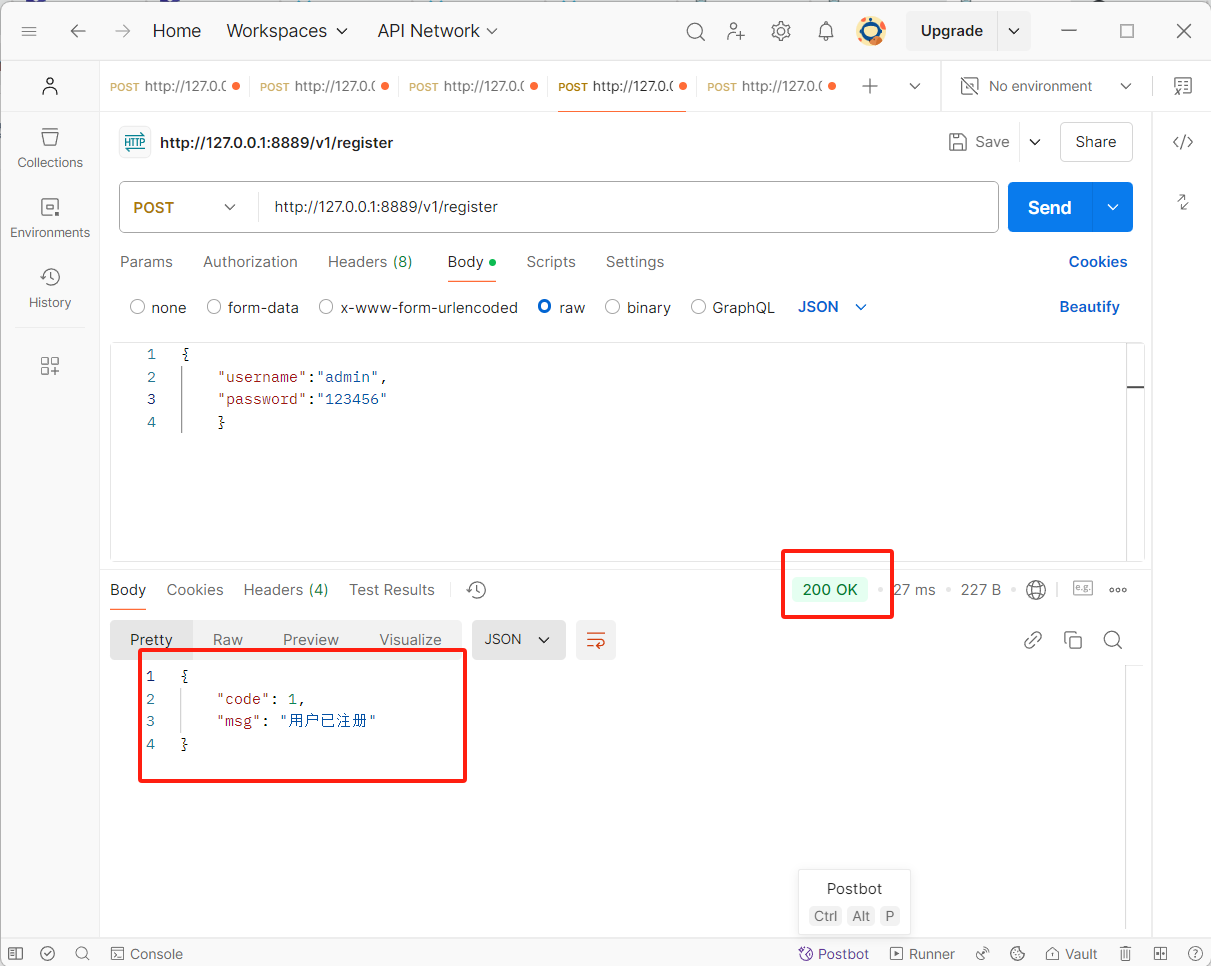 Home Workspaces API Network Upgrade
POST http://127.0.( POST http://127.0.( POST http://127.0.( POST http://127.0.( POST http://127.0.( No environment
HTTP http://127.0.0.1:8889/v1/register Save Share
Collections
POST http://127.0.0.1:8889/v1/register Send
Environments
Params Authorization Headers (8) Body Scripts Settings Cookies
History
none form-data x-www-form-urlencoded raw binary GraphQL JSON Beautify
1 {
2 "username":"admin",
3 "password":"123456"
4 }
Body Cookies Headers (4) Test Results 200 OK 27 ms 227 B e.g.
Pretty Raw Preview Visualize JSON
1 {
2 "code": 1,
3 "msg": "用户已注册"
4 }
Postbot
Ctrl Alt P
Console Postbot Runner Vault